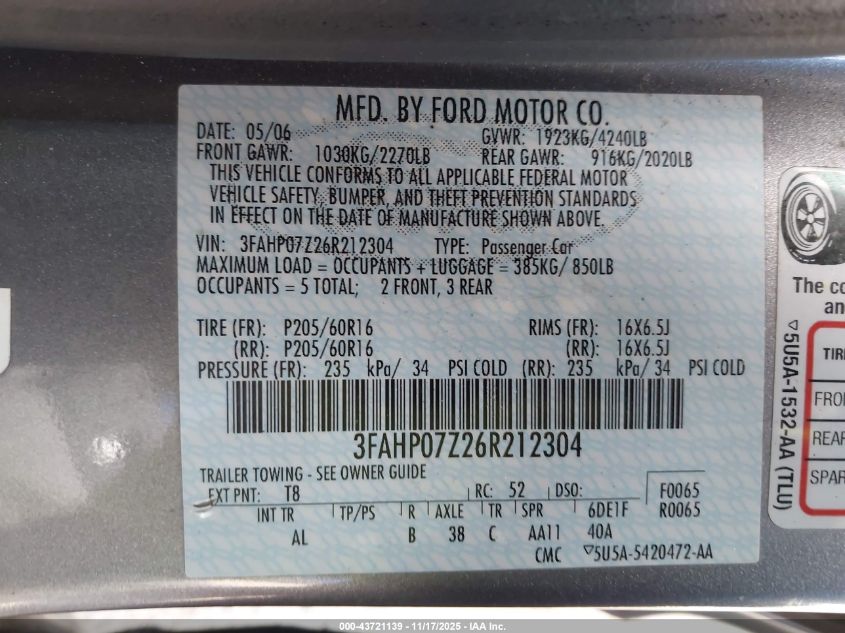 MFD. BY FORD MOTOR CO.
DATE: 05/06 GVWR: 1923KG/4240LB
FRONT GAWR: 1030KG/2270LB REAR GAWR: 916KG/2020LB
THIS VEHICLE CONFORMS TO ALL APPLICABLE FEDERAL MOTOR
VEHICLE SAFETY, BUMPER, AND THEFT PREVENTION STANDARDS
IN EFFECT ON THE DATE OF MANUFACTURE SHOWN ABOVE.
VIN: 3FAHP07Z26R212304 TYPE: Passenger Car
MAXIMUM LOAD = OCCUPANTS + LUGGAGE = 385KG/ 850LB
OCCUPANTS = 5 TOTAL; 2 FRONT, 3 REAR
TIRE (FR): P205/60R16 RIMS (FR): 16X6.5J
(RR): P205/60R16 (RR): 16X6.5J
PRESSURE (FR): 235 kPa/ 34 PSI COLD (RR): 235 kPa/ 34 PSI COLD
3FAHP07Z26R212304
TRAILER TOWING - SEE OWNER GUIDE
EXT PNT: T8 RC: 52 DSO: F0065
INT TR TP/PS R AXLE TR SPR 6DE1F R0065
AL B 38 C AA11 40A
CMC ▽5U5A-5420472-AA
The co
an
▽5U5A-1532-AA (TLU)
TIRE
FRON
REAR
SPAR
000-43721139 - 11/17/2025 - IAA Inc.